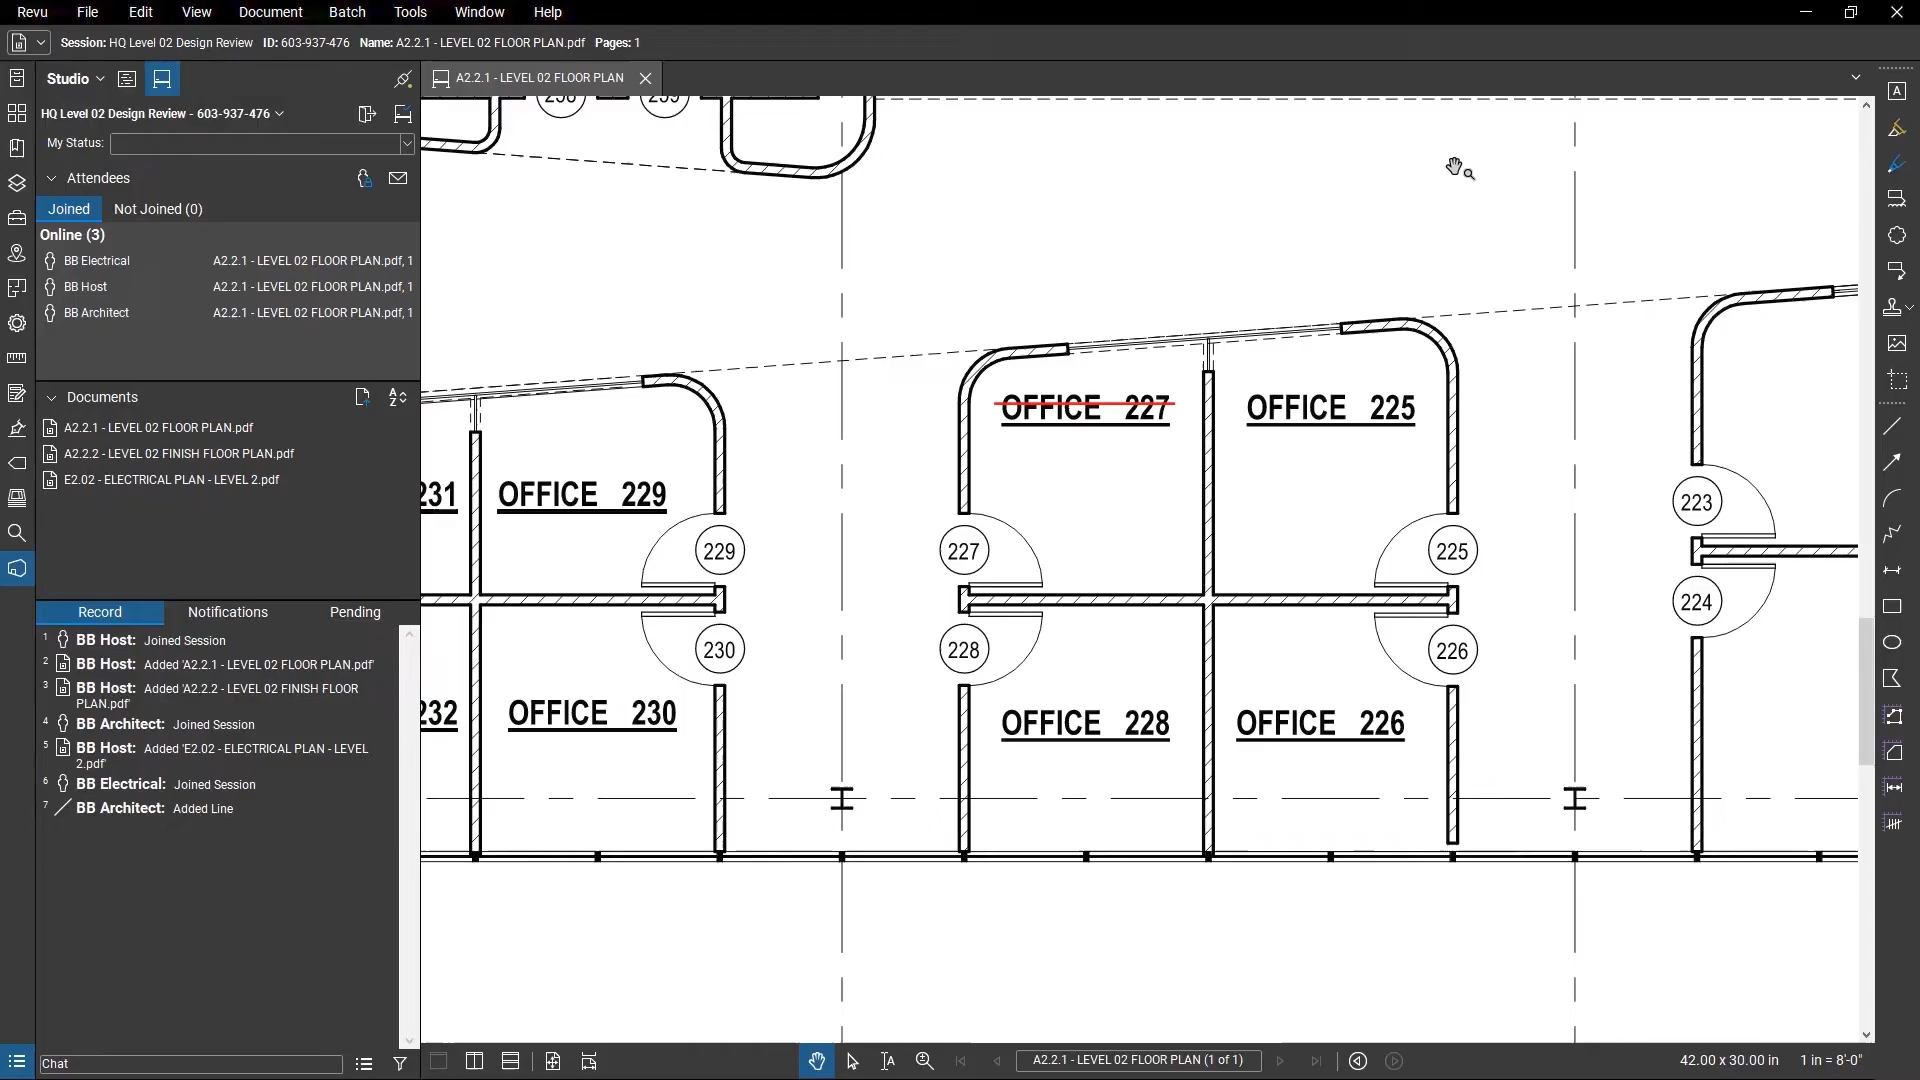 Revu File Edit View Document Batch Tools Window Help
Session: HQ Level 02 Design Review ID: 603-937-476 Name: A2.2.1 - LEVEL 02 FLOOR PLAN.pdf Pages: 1
Studio
A2.2.1 - LEVEL 02 FLOOR PLAN
HQ Level 02 Design Review - 603-937-476
My Status:
Attendees
Joined Not Joined (0)
Online (3)
BB Electrical A2.2.1 - LEVEL 02 FLOOR PLAN.pdf, 1
BB Host A2.2.1 - LEVEL 02 FLOOR PLAN.pdf, 1
BB Architect A2.2.1 - LEVEL 02 FLOOR PLAN.pdf, 1
Documents
A2.2.1 - LEVEL 02 FLOOR PLAN.pdf
A2.2.2 - LEVEL 02 FINISH FLOOR PLAN.pdf
E2.02 - ELECTRICAL PLAN - LEVEL 2.pdf
Record Notifications Pending
1 BB Host: Joined Session
2 BB Host: Added 'A2.2.1 - LEVEL 02 FLOOR PLAN.pdf'
3 BB Host: Added 'A2.2.2 - LEVEL 02 FINISH FLOOR
PLAN.pdf'
4 BB Architect: Joined Session
5 BB Host: Added 'E2.02 - ELECTRICAL PLAN - LEVEL
2.pdf'
6 BB Electrical: Joined Session
7 BB Architect: Added Line
Chat
OFFICE 227
OFFICE 225
231
OFFICE 229
223
229
227
225
224
230
228
226
232
OFFICE 230
OFFICE 228
OFFICE 226
A2.2.1 - LEVEL 02 FLOOR PLAN (1 of 1)
42.00 x 30.00 in
1 in = 8'-0"